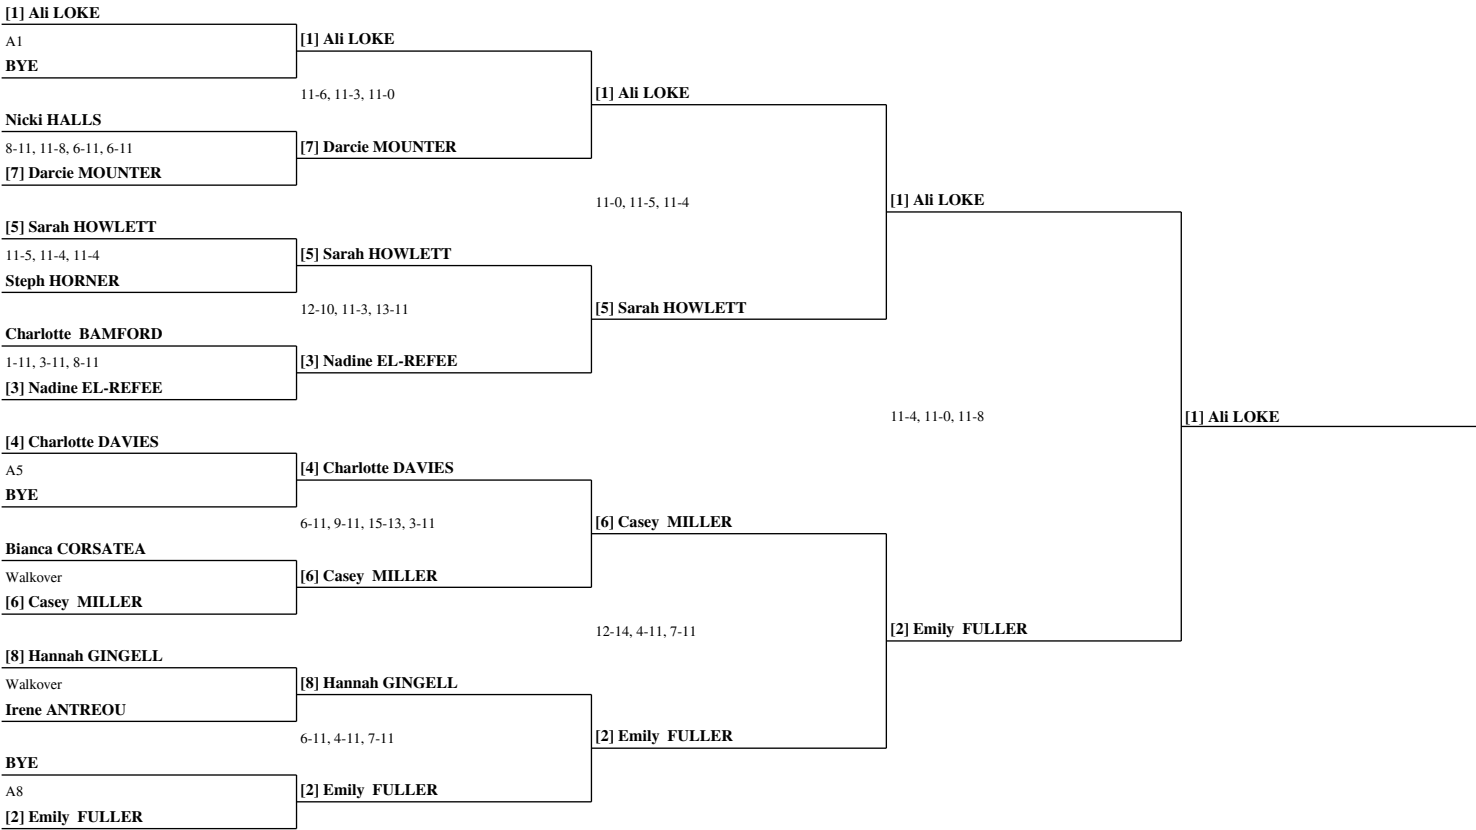 [1] Ali LOKE
A1
BYE
Nicki HALLS
8-11, 11-8, 6-11, 6-11
[7] Darcie MOUNTER
[5] Sarah HOWLETT
11-5, 11-4, 11-4
Steph HORNER
Charlotte BAMFORD
1-11, 3-11, 8-11
[3] Nadine EL-REFEE
[4] Charlotte DAVIES
A5
BYE
Bianca CORSATEA
Walkover
[6] Casey MILLER
[8] Hannah GINGELL
Walkover
Irene ANTREOU
BYE
A8
[2] Emily FULLER
[1] Ali LOKE
11-6, 11-3, 11-0
[7] Darcie MOUNTER
[5] Sarah HOWLETT
12-10, 11-3, 13-11
[3] Nadine EL-REFEE
[4] Charlotte DAVIES
6-11, 9-11, 15-13, 3-11
[6] Casey MILLER
[8] Hannah GINGELL
6-11, 4-11, 7-11
[2] Emily FULLER
[1] Ali LOKE
11-0, 11-5, 11-4
[5] Sarah HOWLETT
[6] Casey MILLER
12-14, 4-11, 7-11
[2] Emily FULLER
[1] Ali LOKE
11-4, 11-0, 11-8
[2] Emily FULLER
[1] Ali LOKE